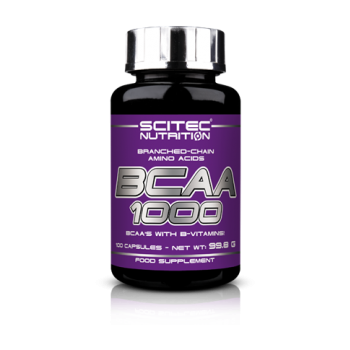 SCITEC
NUTRITION
BRANCHED-CHAIN
AMINO ACIDS
BCAA
1000
BCAA'S WITH B-VITAMINS!
100 CAPSULES - NET WT: 99.8 G
FOOD SUPPLEMENT